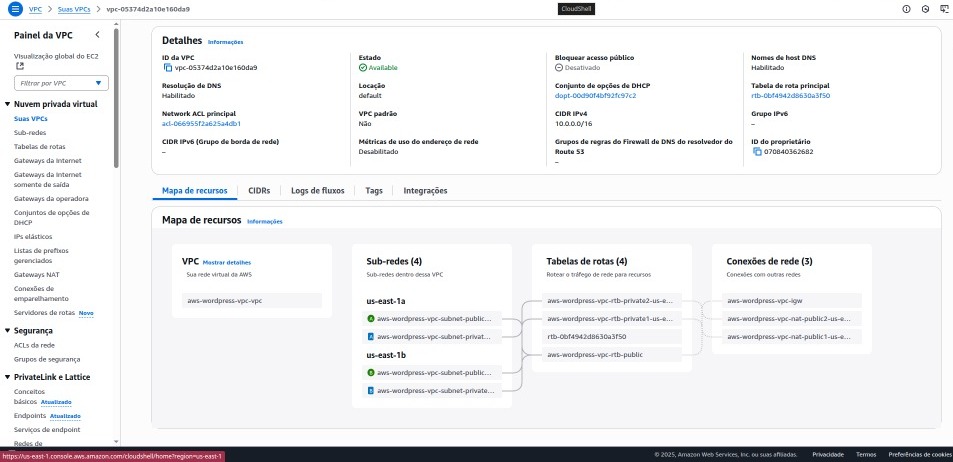 VPC > Suas VPCs > vpc-05374d2a10e160da9
CloudShell
Painel da VPC
Visualização global do EC2
Filtrar por VPC
Nuvem privada virtual
Suas VPCs
Sub-redes
Tabelas de rotas
Gateways da Internet
Gateways da Internet
somente de saída
Gateways da operadora
Conjuntos de opções de
DHCP
IPs elásticos
Listas de prefixos
gerenciados
Gateways NAT
Conexões de
emparelhamento
Servidores de rotas Novo
Segurança
ACLs da rede
Grupos de segurança
PrivateLink e Lattice
Conceitos
básicos Atualizado
Endpoints Atualizado
Serviços de endpoint
Redes de
Detalhes Informações
ID da VPC
vpc-05374d2a10e160da9
Estado
Available
Bloquear acesso público
Desativado
Nomes de host DNS
Habilitado
Resolução de DNS
Habilitado
Locação
default
Conjunto de opções de DHCP
dopt-00d90f4bf92fc97c2
Tabela de rota principal
rtb-0bf4942d8630a3f50
Network ACL principal
acl-066955f2a625a4db1
VPC padrão
Não
CIDR IPv4
10.0.0.0/16
Grupo IPv6
–
CIDR IPv6 (Grupo de borda de rede)
–
Métricas de uso do endereço de rede
Desabilitado
Grupos de regras do Firewall de DNS do resolvedor do
Route 53
–
ID do proprietário
070840362682
Mapa de recursos
CIDRs
Logs de fluxos
Tags
Integrações
Mapa de recursos Informações
VPC Mostrar detalhes
Sua rede virtual da AWS
aws-wordpress-vpc-vpc
Sub-redes (4)
Sub-redes dentro dessa VPC
us-east-1a
A aws-wordpress-vpc-subnet-public...
A aws-wordpress-vpc-subnet-privat...
us-east-1b
B aws-wordpress-vpc-subnet-public...
B aws-wordpress-vpc-subnet-private...
Tabelas de rotas (4)
Rotear o tráfego de rede para recursos
aws-wordpress-vpc-rtb-private2-us-e...
aws-wordpress-vpc-rtb-private1-us-e...
rtb-0bf4942d8630a3f50
aws-wordpress-vpc-rtb-public
Conexões de rede (3)
Conexões com outras redes
aws-wordpress-vpc-igw
aws-wordpress-vpc-nat-public2-us-e...
aws-wordpress-vpc-nat-public1-us-e...
https://us-east-1.console.aws.amazon.com/cloudshell/home?region=us-east-1
© 2025, Amazon Web Services, Inc. ou suas afiliadas. Privacidade Termos Preferências de cookies